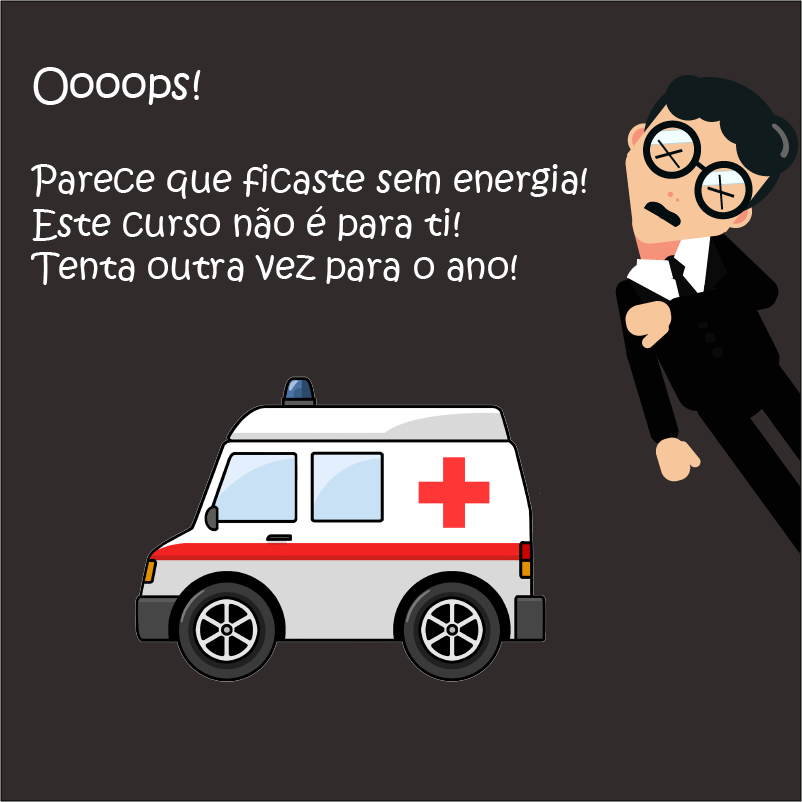 Oooops!
Parece que ficaste sem energia!
Este curso não é para ti!
Tenta outra vez para o ano!